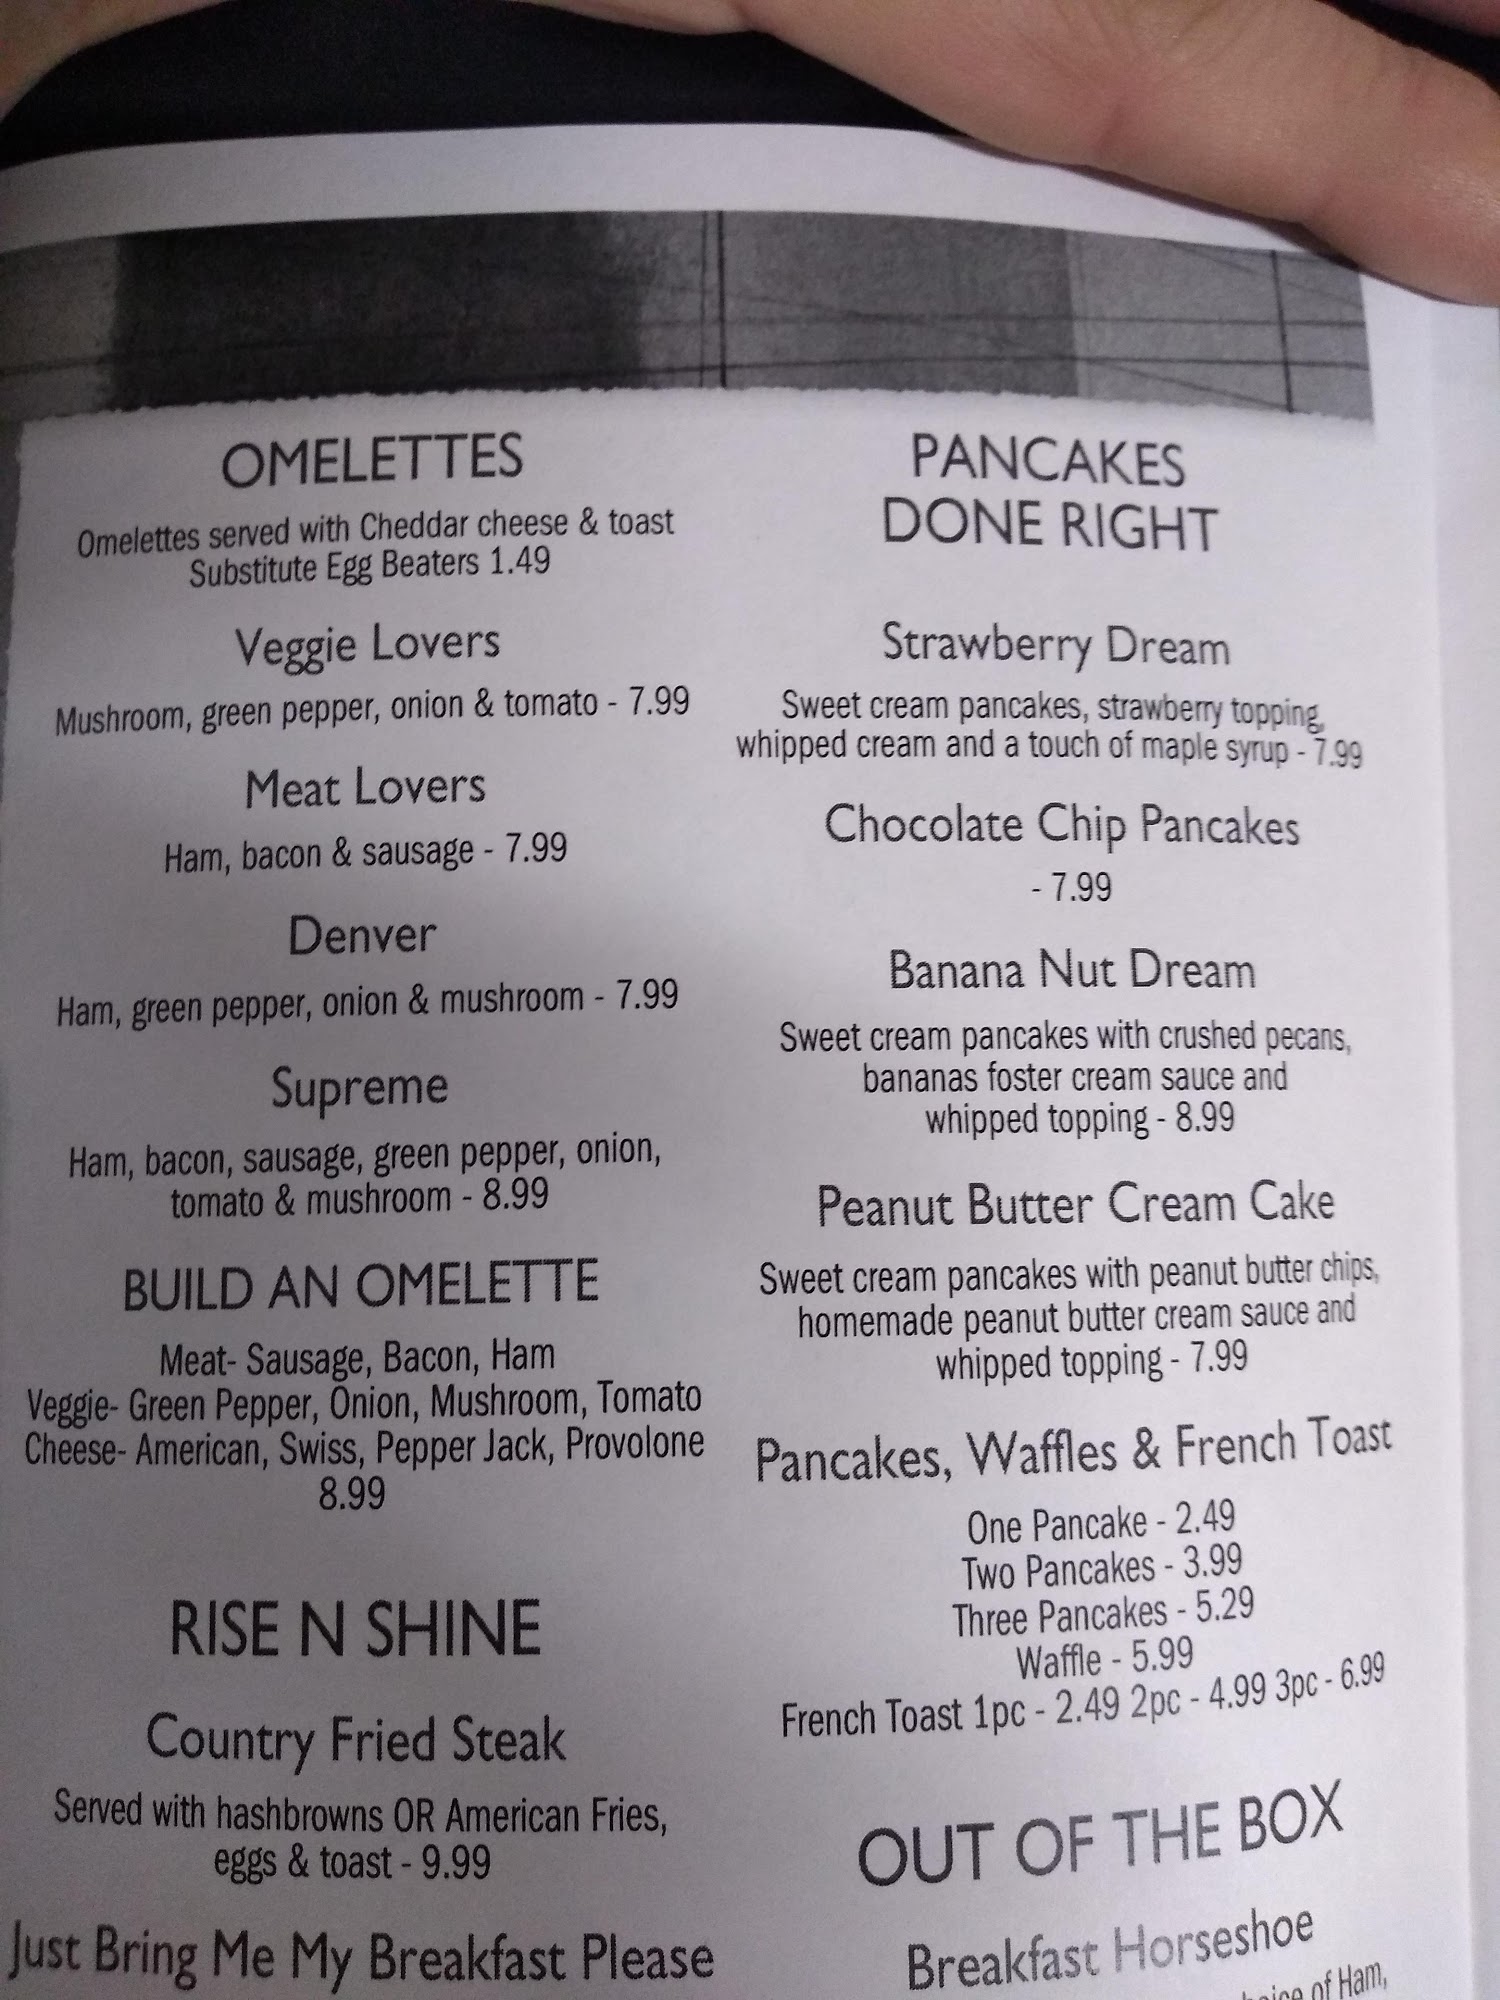 OMELETTES
Omelettes served with Cheddar cheese & toast
Substitute Egg Beaters 1.49
Veggie Lovers
Mushroom, green pepper, onion & tomato - 7.99
Meat Lovers
Ham, bacon & sausage - 7.99
Denver
Ham, green pepper, onion & mushroom - 7.99
Supreme
Ham, bacon, sausage, green pepper, onion,
tomato & mushroom - 8.99
BUILD AN OMELETTE
Meat- Sausage, Bacon, Ham
Veggie- Green Pepper, Onion, Mushroom, Tomato
Cheese- American, Swiss, Pepper Jack, Provolone
8.99
RISE N SHINE
Country Fried Steak
Served with hashbrowns OR American Fries,
eggs & toast - 9.99
Just Bring Me My Breakfast Please
PANCAKES
DONE RIGHT
Strawberry Dream
Sweet cream pancakes, strawberry topping,
whipped cream and a touch of maple syrup - 7.99
Chocolate Chip Pancakes
- 7.99
Banana Nut Dream
Sweet cream pancakes with crushed pecans,
bananas foster cream sauce and
whipped topping - 8.99
Peanut Butter Cream Cake
Sweet cream pancakes with peanut butter chips,
homemade peanut butter cream sauce and
whipped topping - 7.99
Pancakes, Waffles & French Toast
One Pancake - 2.49
Two Pancakes - 3.99
Three Pancakes - 5.29
Waffle - 5.99
French Toast 1pc - 2.49 2pc - 4.99 3pc - 6.99
OUT OF THE BOX
Breakfast Horseshoe
of Ham,